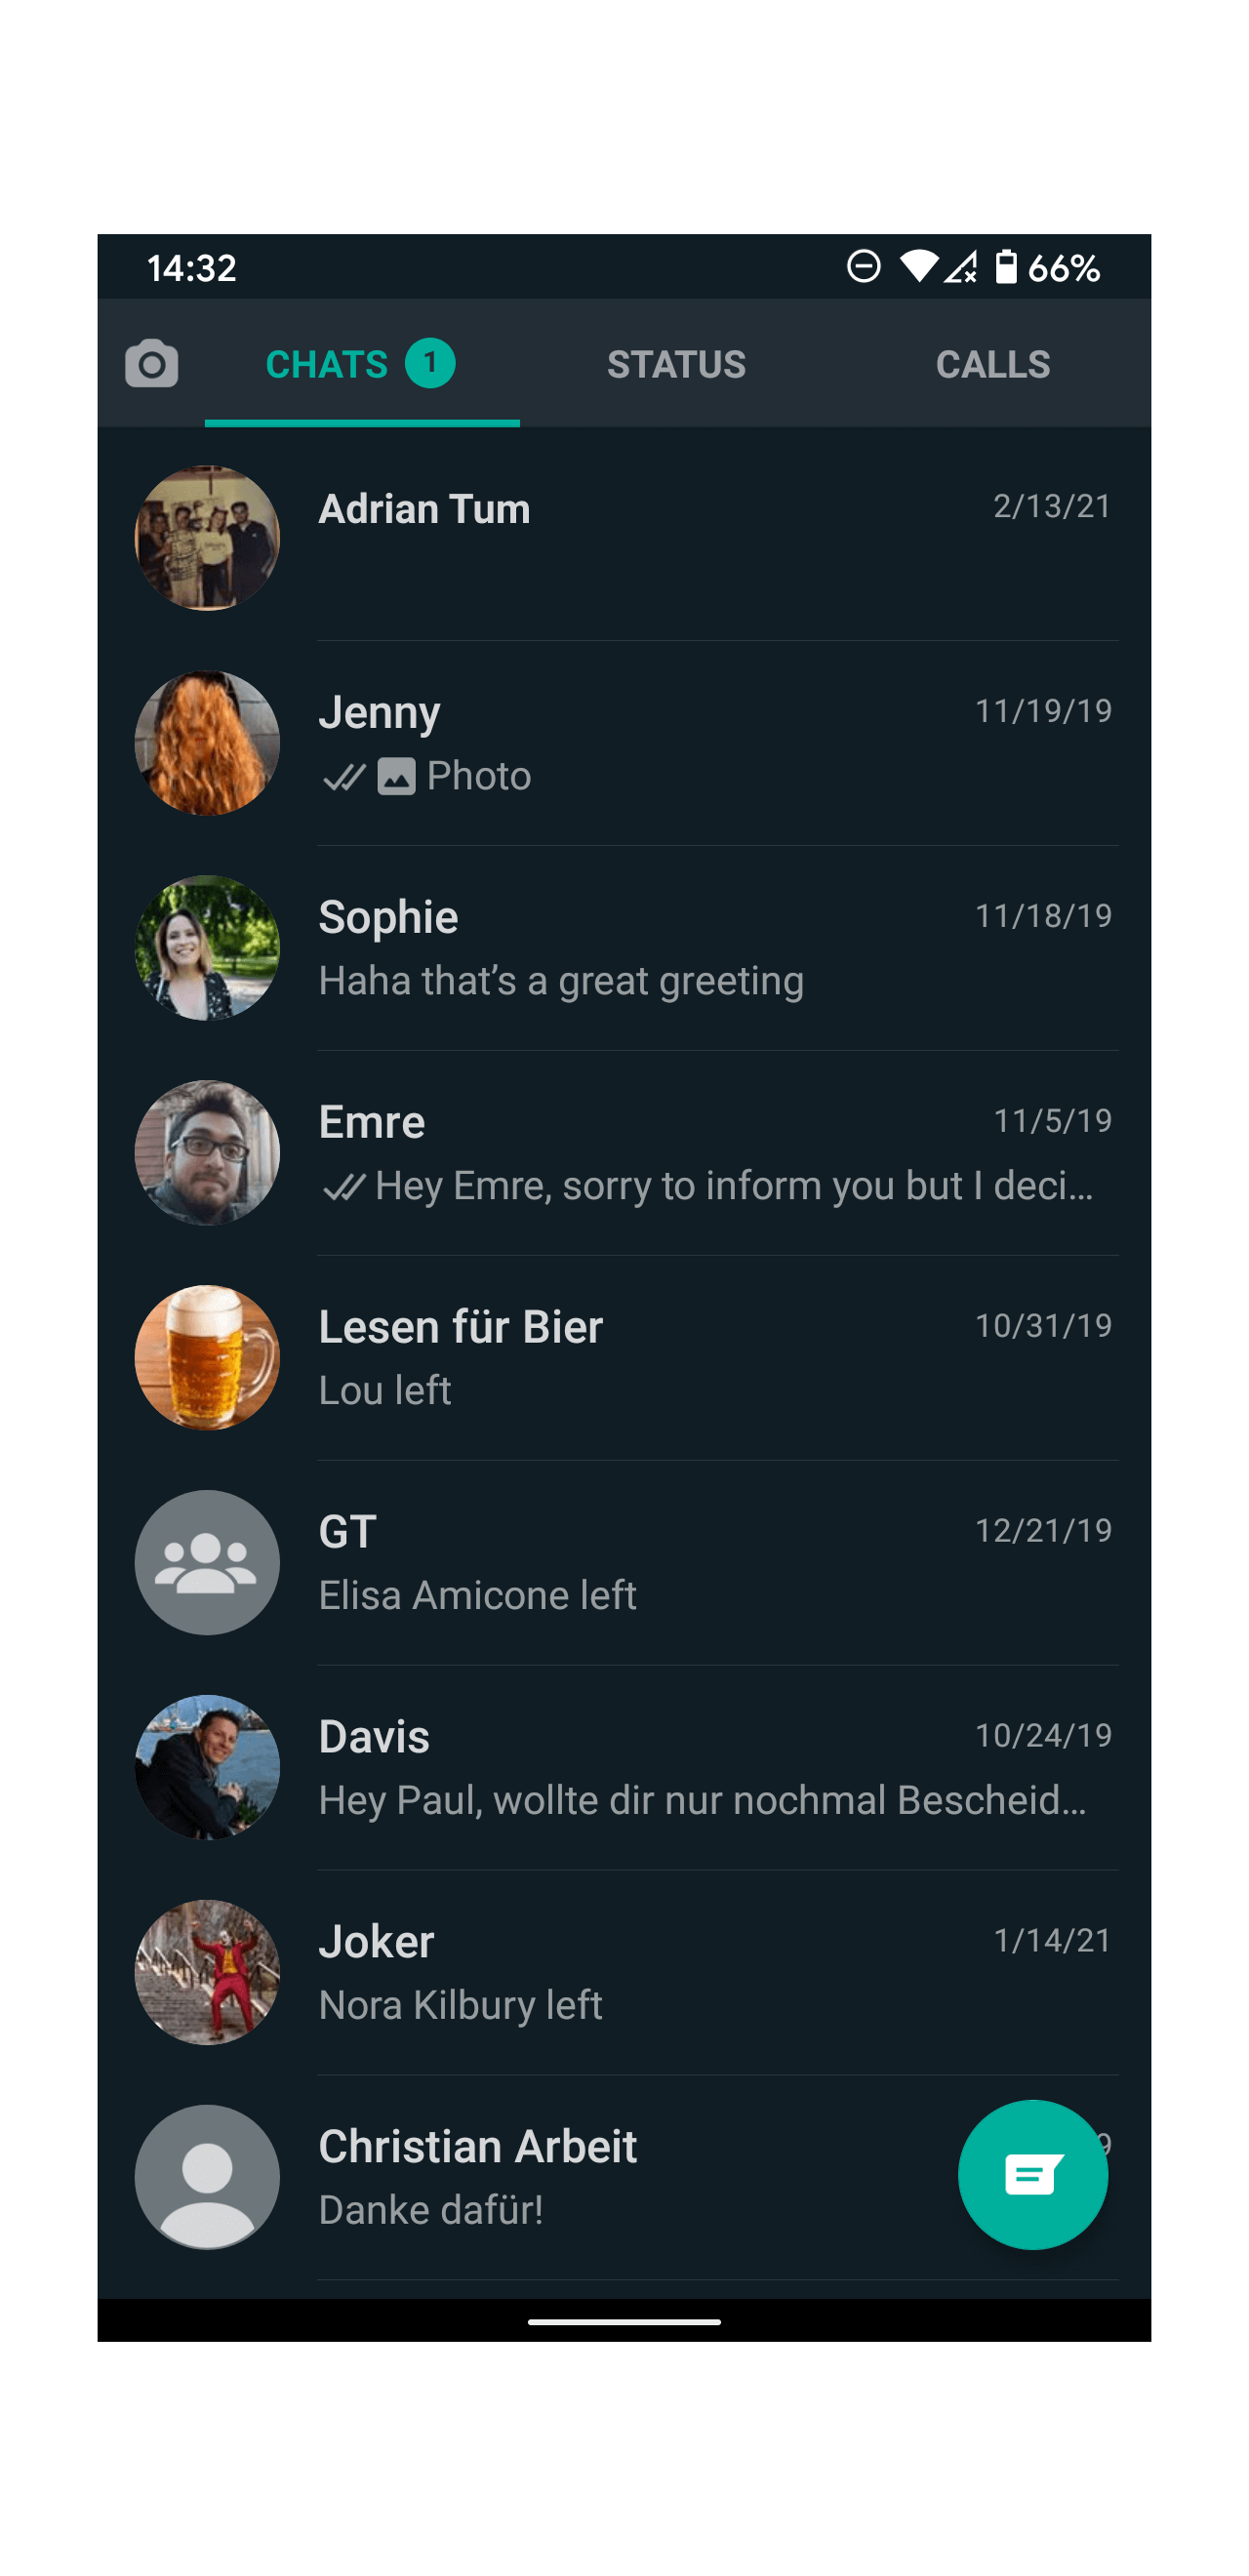 14:32 66%
CHATS 1 STATUS CALLS
Adrian Tum 2/13/21
Jenny 11/19/19
Photo
Sophie 11/18/19
Haha that’s a great greeting
Emre 11/5/19
Hey Emre, sorry to inform you but I deci...
Lesen für Bier 10/31/19
Lou left
GT 12/21/19
Elisa Amicone left
Davis 10/24/19
Hey Paul, wollte dir nur nochmal Bescheid...
Joker 1/14/21
Nora Kilbury left
Christian Arbeit
Danke dafür!